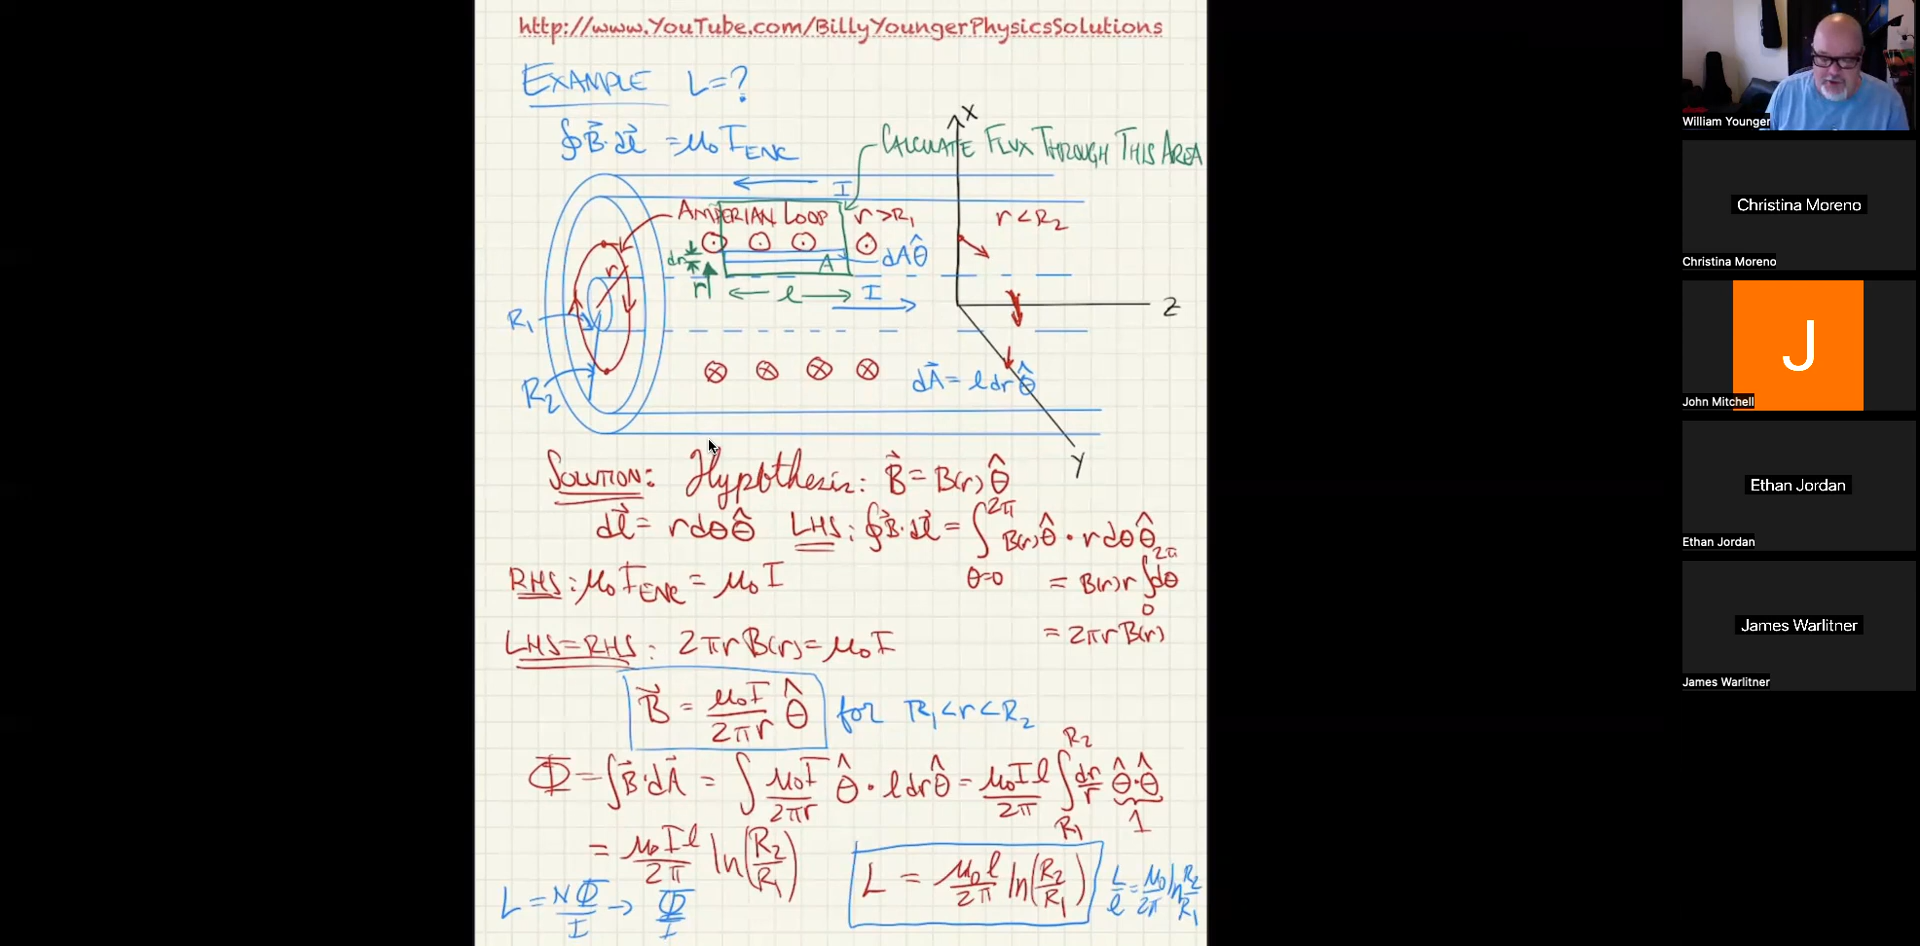 http://www.YouTube.com/BillyYoungerPhysicsSolutions
EXAMPLE L=?
∮B⃗·dl⃗ = μ₀I_ENC
X
CALCULATE FLUX THROUGH THIS AREA
I
AMPERIAN LOOP r>R₁ r<R₂
dr A dAθ̂
r
r l I
R₁
Z
R₂
dA⃗ = l dr θ̂
Y
SOLUTION: Hypothesis: B⃗ = B(r) θ̂
dl⃗ = r dθ θ̂ LHS: ∮B⃗·dl⃗ = ∫_{θ=0}^{2π} B(r) θ̂ · r dθ θ̂
RHS: μ₀I_ENC = μ₀I = B(r) r ∫_0^{2π} dθ
LHS=RHS: 2πr B(r) = μ₀I = 2πr B(r)
B⃗ = μ₀I/2πr θ̂ for R₁<r<R₂
Φ = ∫B⃗·dA⃗ = ∫ μ₀I/2πr θ̂ · l dr θ̂ = μ₀Il/2π ∫_{R₁}^{R₂} dr/r θ̂·θ̂
1
= μ₀Il/2π ln(R₂/R₁)
L = NΦ/I → Φ/I
L = μ₀l/2π ln(R₂/R₁)
L/l = μ₀/2π ln R₂/R₁
William Younger
Christina Moreno
Christina Moreno
J
John Mitchell
Ethan Jordan
Ethan Jordan
James Warlitner
James Warlitner